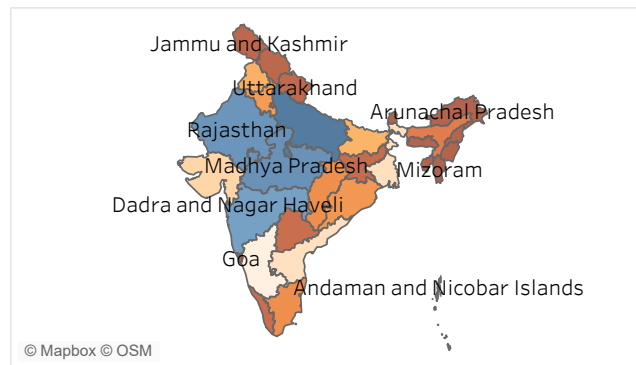 Jammu and Kashmir
Uttarakhand
Arunachal Pradesh
Rajasthan
Madhya Pradesh
Mizoram
Dadra and Nagar Haveli
Goa
Andaman and Nicobar Islands
© Mapbox © OSM